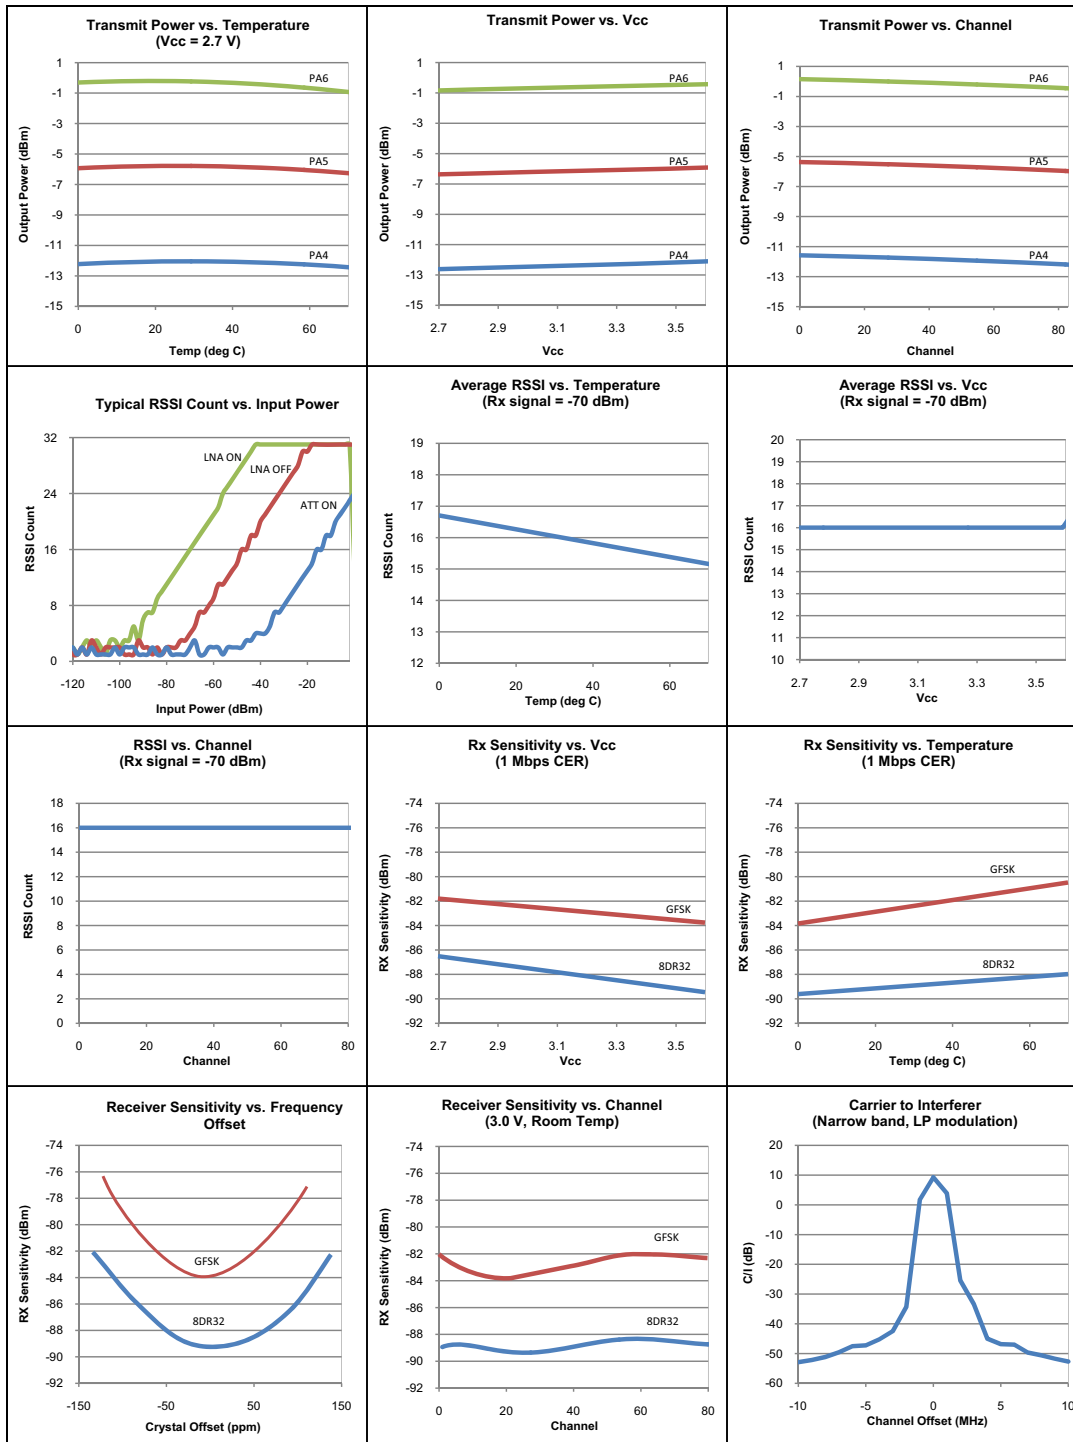 Transmit Power vs. Temperature
(Vcc = 2.7 V)
1
-1
-3
-5
-7
-9
-11
-13
-15
Output Power (dBm)
PA6
PA5
PA4
0 20 40 60
Temp (deg C)
Transmit Power vs. Vcc
1
-1
-3
-5
-7
-9
-11
-13
-15
Output Power (dBm)
PA6
PA5
PA4
2.7 2.9 3.1 3.3 3.5
Vcc
Transmit Power vs. Channel
1
-1
-3
-5
-7
-9
-11
-13
-15
Output Power (dBm)
PA6
PA5
PA4
0 20 40 60 80
Channel
Typical RSSI Count vs. Input Power
32
24
16
8
0
RSSI Count
LNA ON
LNA OFF
ATT ON
-120 -100 -80 -60 -40 -20
Input Power (dBm)
Average RSSI vs. Temperature
(Rx signal = -70 dBm)
19
18
17
16
15
14
13
12
RSSI Count
0 20 40 60
Temp (deg C)
Average RSSI vs. Vcc
(Rx signal = -70 dBm)
20
19
18
17
16
15
14
13
12
11
10
RSSI Count
2.7 2.9 3.1 3.3 3.5
Vcc
RSSI vs. Channel
(Rx signal = -70 dBm)
18
16
14
12
10
8
6
4
2
0
RSSI Count
0 20 40 60 80
Channel
Rx Sensitivity vs. Vcc
(1 Mbps CER)
-74
-76
-78
-80
-82
-84
-86
-88
-90
-92
RX Sensitivity (dBm)
GFSK
8DR32
2.7 2.9 3.1 3.3 3.5
Vcc
Rx Sensitivity vs. Temperature
(1 Mbps CER)
-74
-76
-78
-80
-82
-84
-86
-88
-90
-92
RX Sensitivity (dBm)
GFSK
8DR32
0 20 40 60
Temp (deg C)
Receiver Sensitivity vs. Frequency
Offset
-74
-76
-78
-80
-82
-84
-86
-88
-90
-92
RX Sensitivity (dBm)
GFSK
8DR32
-150 -50 50 150
Crystal Offset (ppm)
Receiver Sensitivity vs. Channel
(3.0 V, Room Temp)
-74
-76
-78
-80
-82
-84
-86
-88
-90
-92
RX Sensitivity (dBm)
GFSK
8DR32
0 20 40 60 80
Channel
Carrier to Interferer
(Narrow band, LP modulation)
20
10
0
-10
-20
-30
-40
-50
-60
C/I (dB)
-10 -5 0 5 10
Channel Offset (MHz)